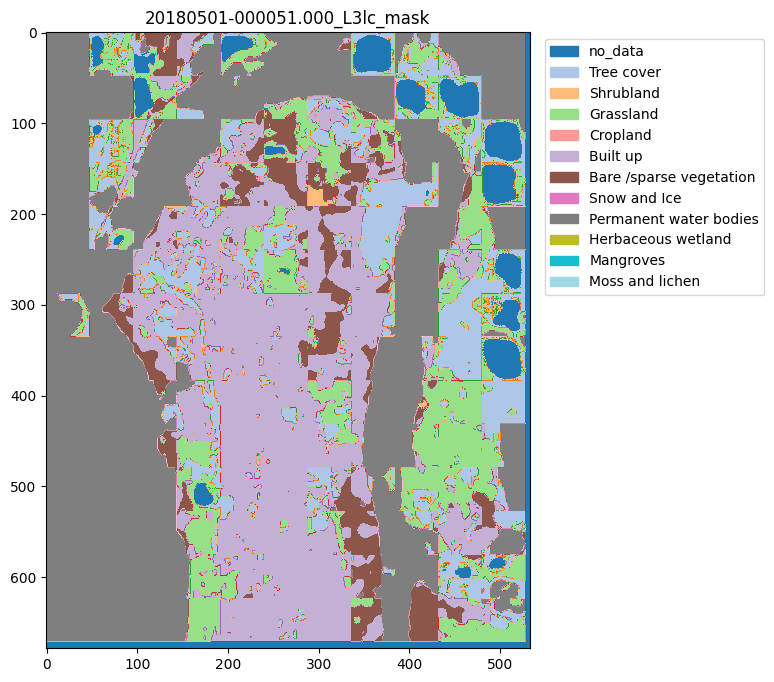 20180501-000051.000_L3lc_mask
0
100
200
300
400
500
600
0
100
200
300
400
500
no_data
Tree cover
Shrubland
Grassland
Cropland
Built up
Bare /sparse vegetation
Snow and Ice
Permanent water bodies
Herbaceous wetland
Mangroves
Moss and lichen